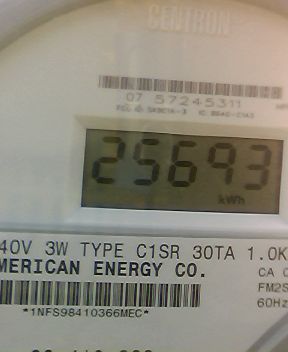 CENTRON
07 57245311
25693
kWh
40V 3W TYPE C1SR 30TA 1.0K
MERICAN ENERGY CO.
CA 0
FM2S
60Hz
*1NFS98410366MEC*